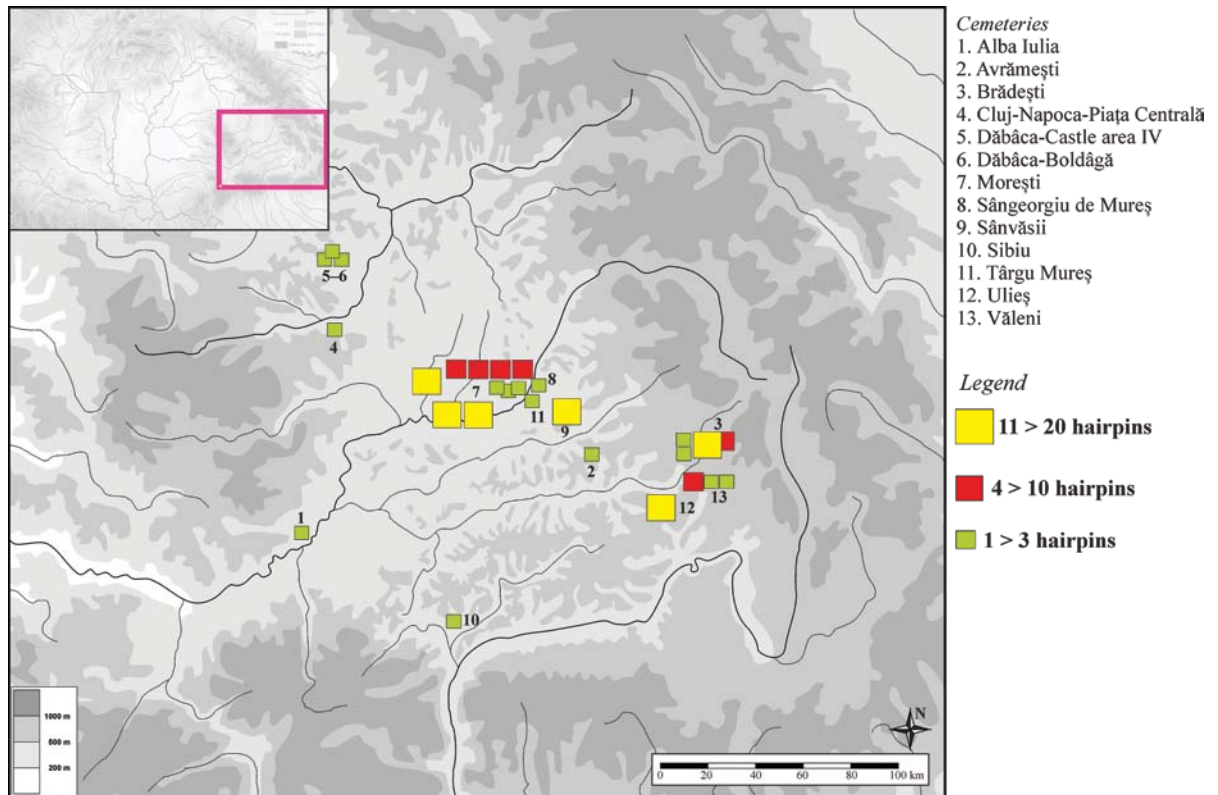 Cemeteries
1. Alba Iulia
2. Avrămești
3. Brădești
4. Cluj-Napoca-Piața Centrală
5. Dăbâca-Castle area IV
6. Dăbâca-Boldâgă
7. Morești
8. Sângeorgiu de Mureș
9. Sânvăsii
10. Sibiu
11. Târgu Mureș
12. Ulieș
13. Văleni
Legend
11 > 20 hairpins
4 > 10 hairpins
1 > 3 hairpins
5–6
4
7
8
11
9
3
2
13
12
1
10
1000 m
500 m
200 m
N
0 20 40 60 80 100 km